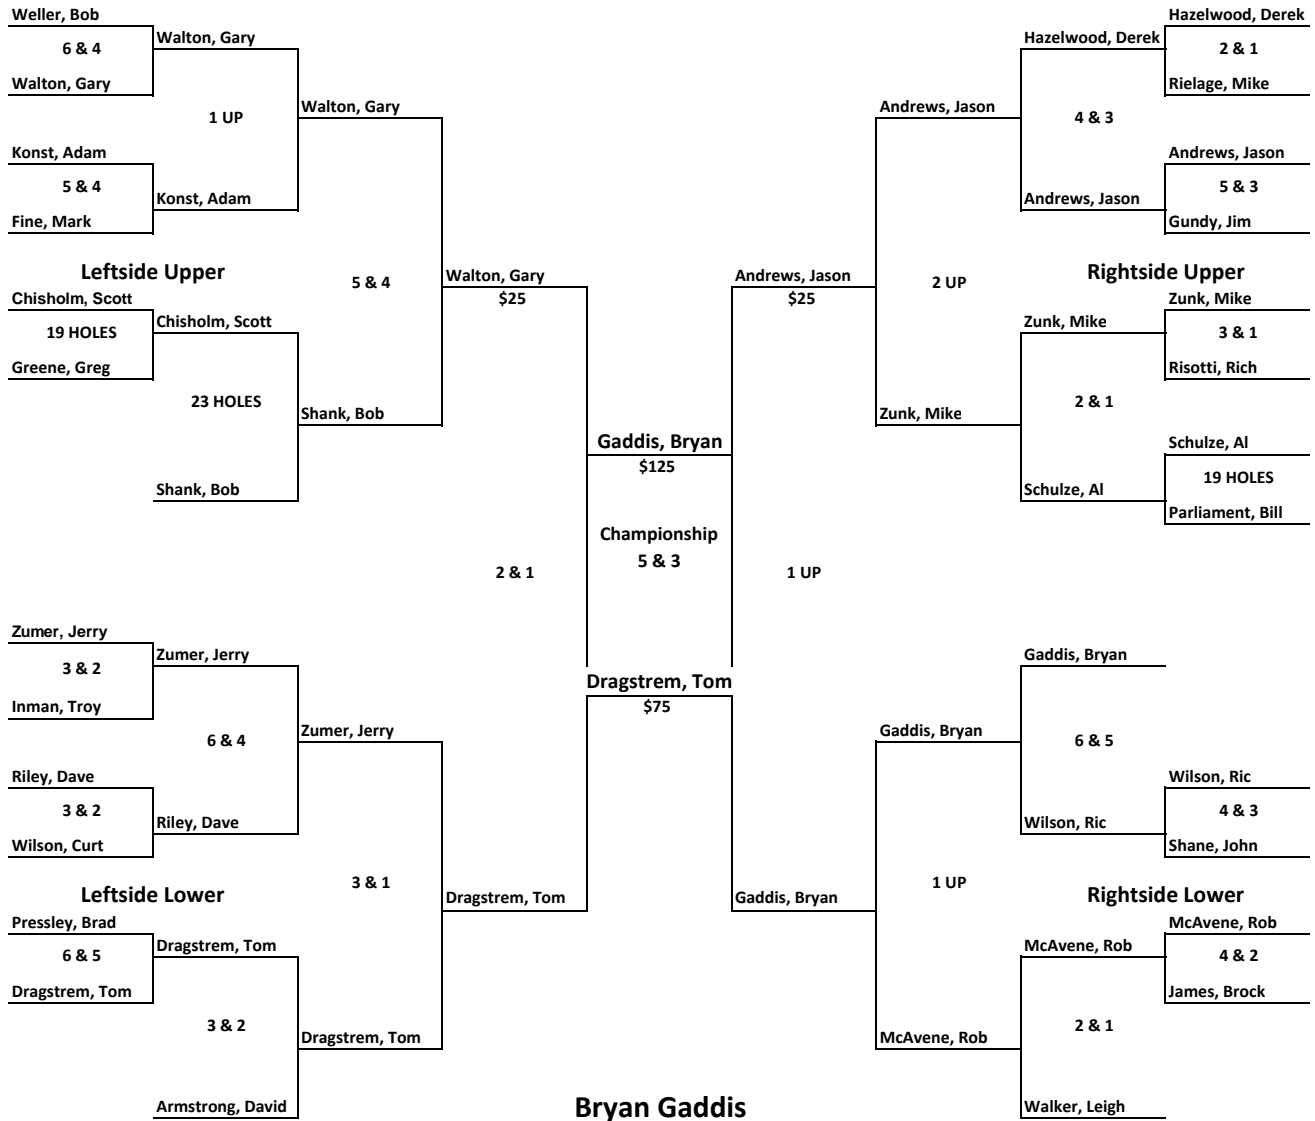 Weller, Bob
Hazelwood, Derek
6 & 4
Walton, Gary
Hazelwood, Derek
2 & 1
Walton, Gary
Rielage, Mike
Walton, Gary
Andrews, Jason
1 UP
4 & 3
Konst, Adam
Andrews, Jason
5 & 4
5 & 3
Konst, Adam
Andrews, Jason
Fine, Mark
Gundy, Jim
Leftside Upper
5 & 4
Walton, Gary
Andrews, Jason
2 UP
Rightside Upper
$25
$25
Chisholm, Scott
Zunk, Mike
19 HOLES
Chisholm, Scott
Zunk, Mike
3 & 1
Greene, Greg
Risotti, Rich
23 HOLES
2 & 1
Shank, Bob
Zunk, Mike
Gaddis, Bryan
Schulze, Al
$125
19 HOLES
Shank, Bob
Schulze, Al
Parliament, Bill
Championship
5 & 3
2 & 1
1 UP
Zumer, Jerry
3 & 2
Zumer, Jerry
Gaddis, Bryan
Dragstrem, Tom
Inman, Troy
$75
6 & 4
Zumer, Jerry
Gaddis, Bryan
6 & 5
Riley, Dave
Wilson, Ric
3 & 2
4 & 3
Riley, Dave
Wilson, Ric
Wilson, Curt
Shane, John
3 & 1
1 UP
Leftside Lower
Dragstrem, Tom
Gaddis, Bryan
Rightside Lower
Pressley, Brad
McAvene, Rob
6 & 5
Dragstrem, Tom
McAvene, Rob
4 & 2
Dragstrem, Tom
James, Brock
3 & 2
2 & 1
Dragstrem, Tom
McAvene, Rob
Armstrong, David
Bryan Gaddis
Walker, Leigh